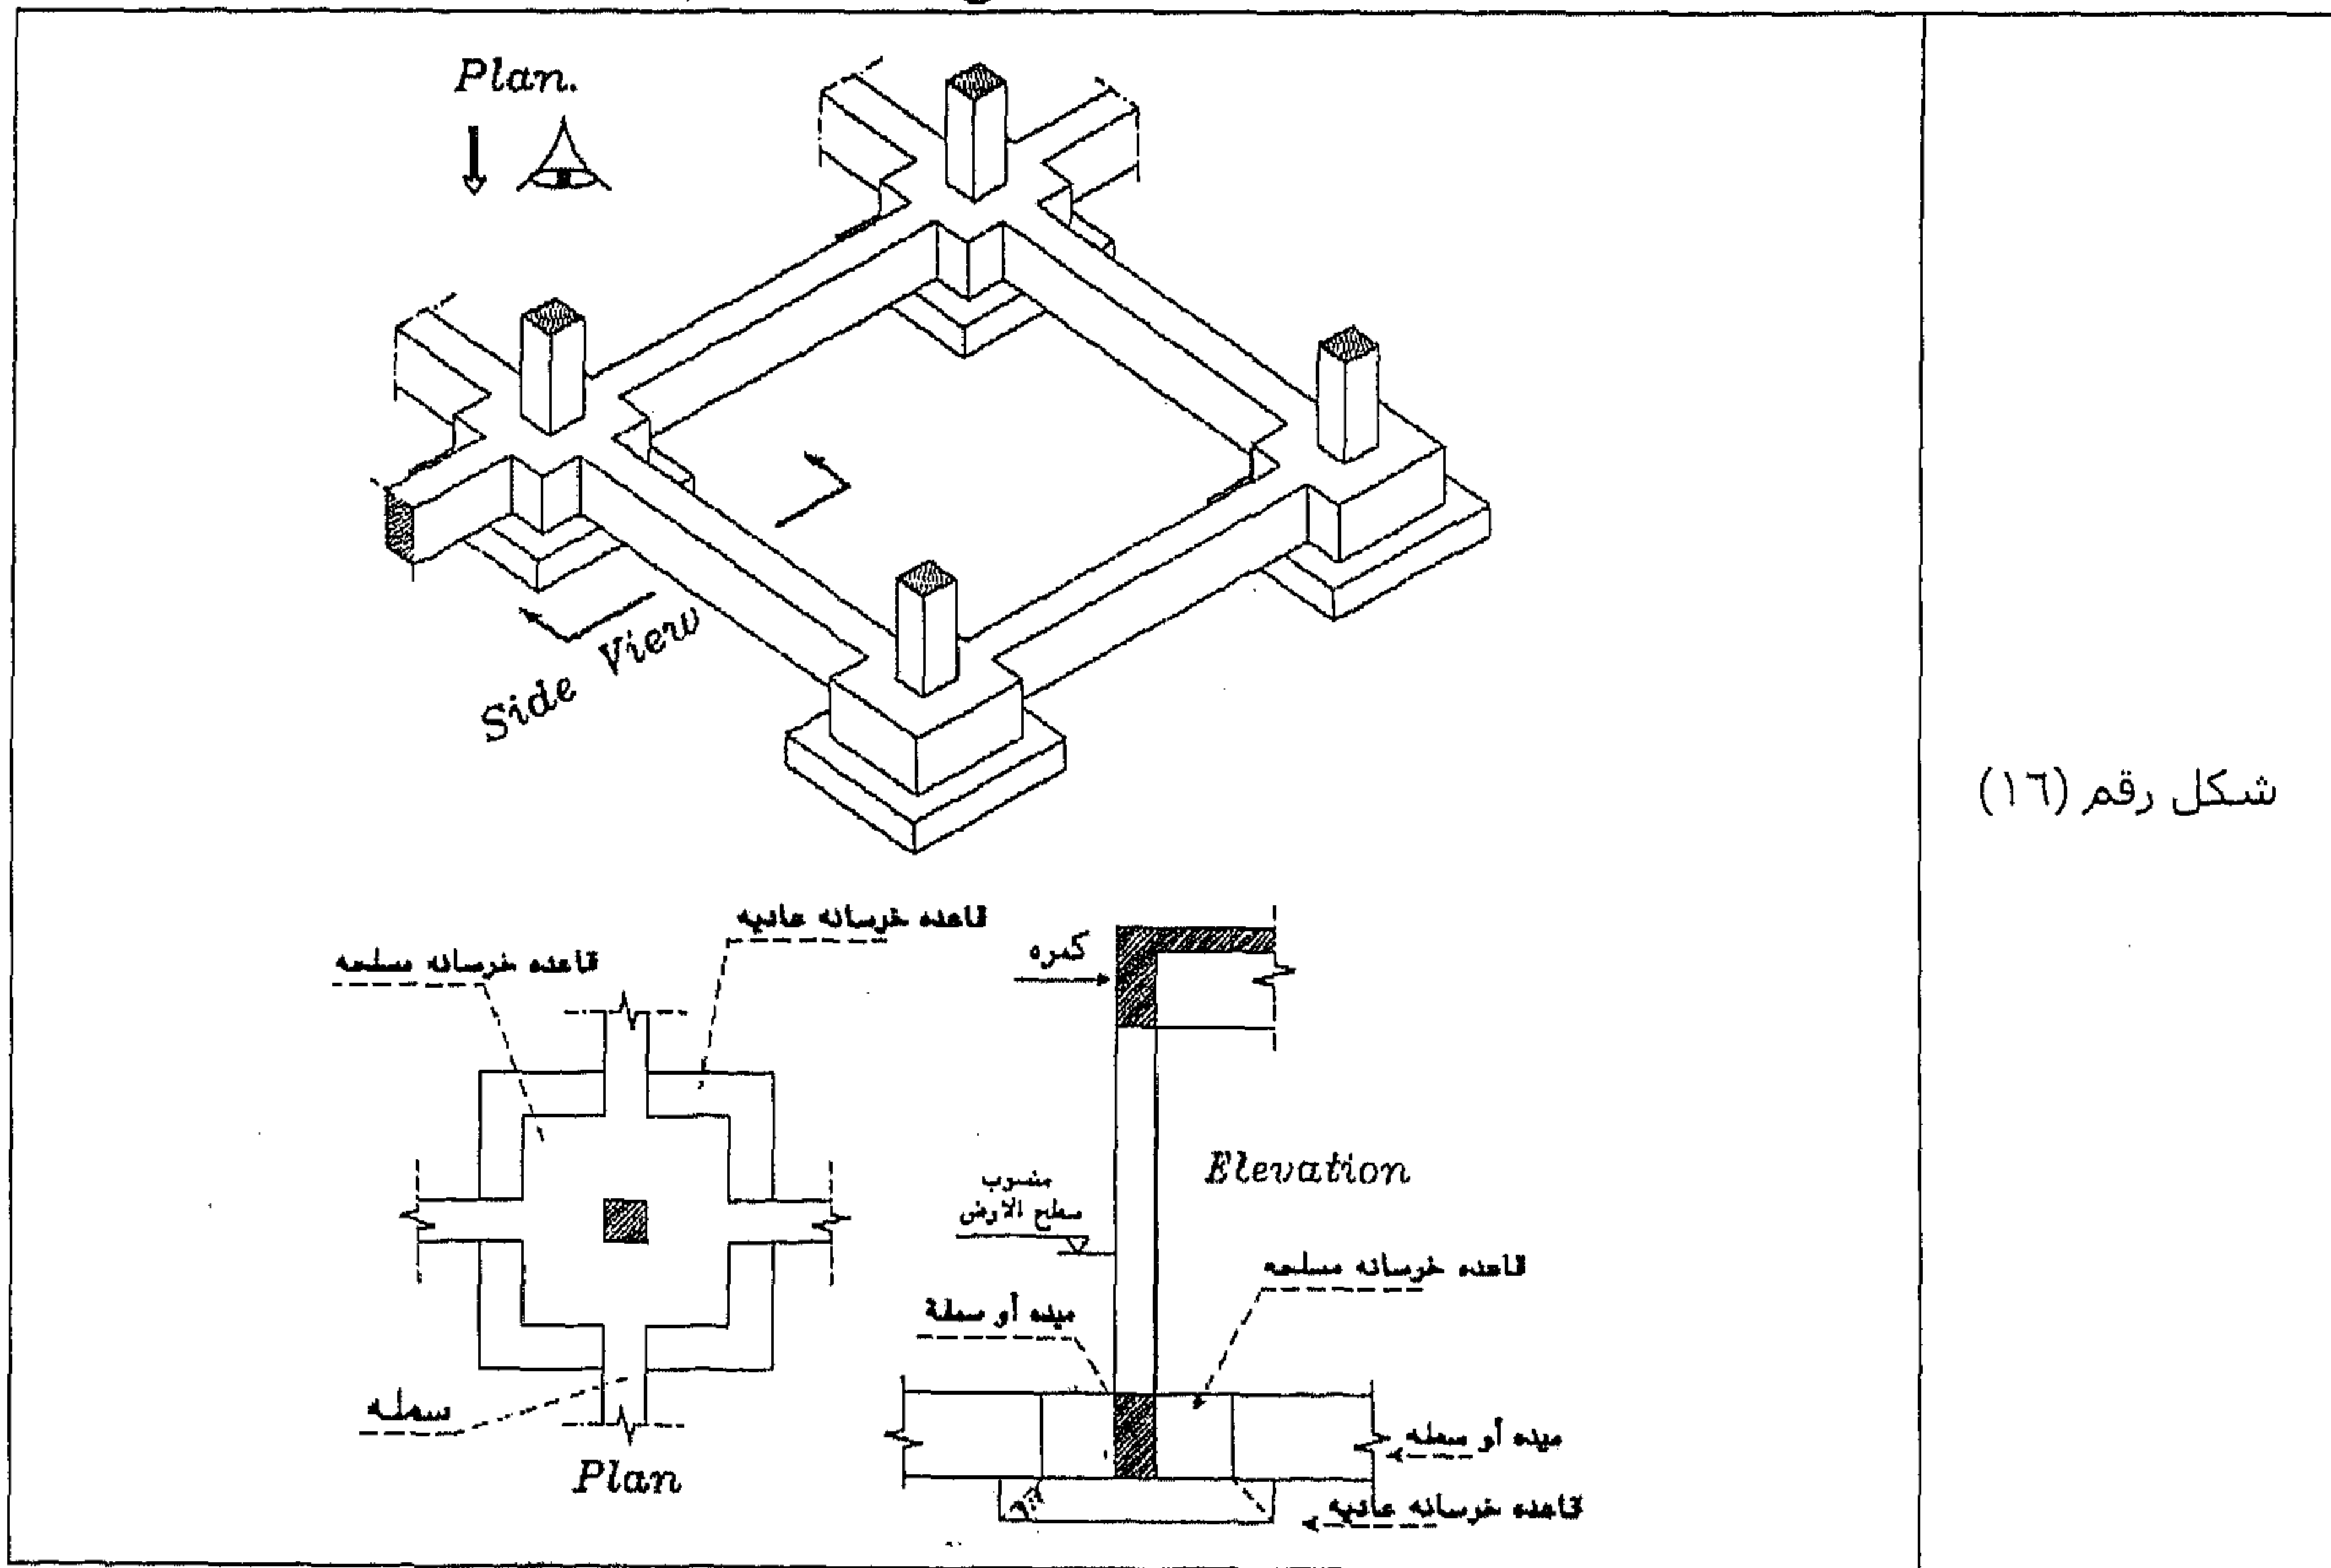 Plan.
Side View
شكل رقم (١٦)
قاعده خرسانه عاديه
قاعده خرسانه مسلحه
كمره
Elevation
منسوب
سطح الارض
قاعده خرسانه مسلحه
ميده أو سملة
سمله
ميده أو سمله
Plan
قاعده خرسانه عاديه